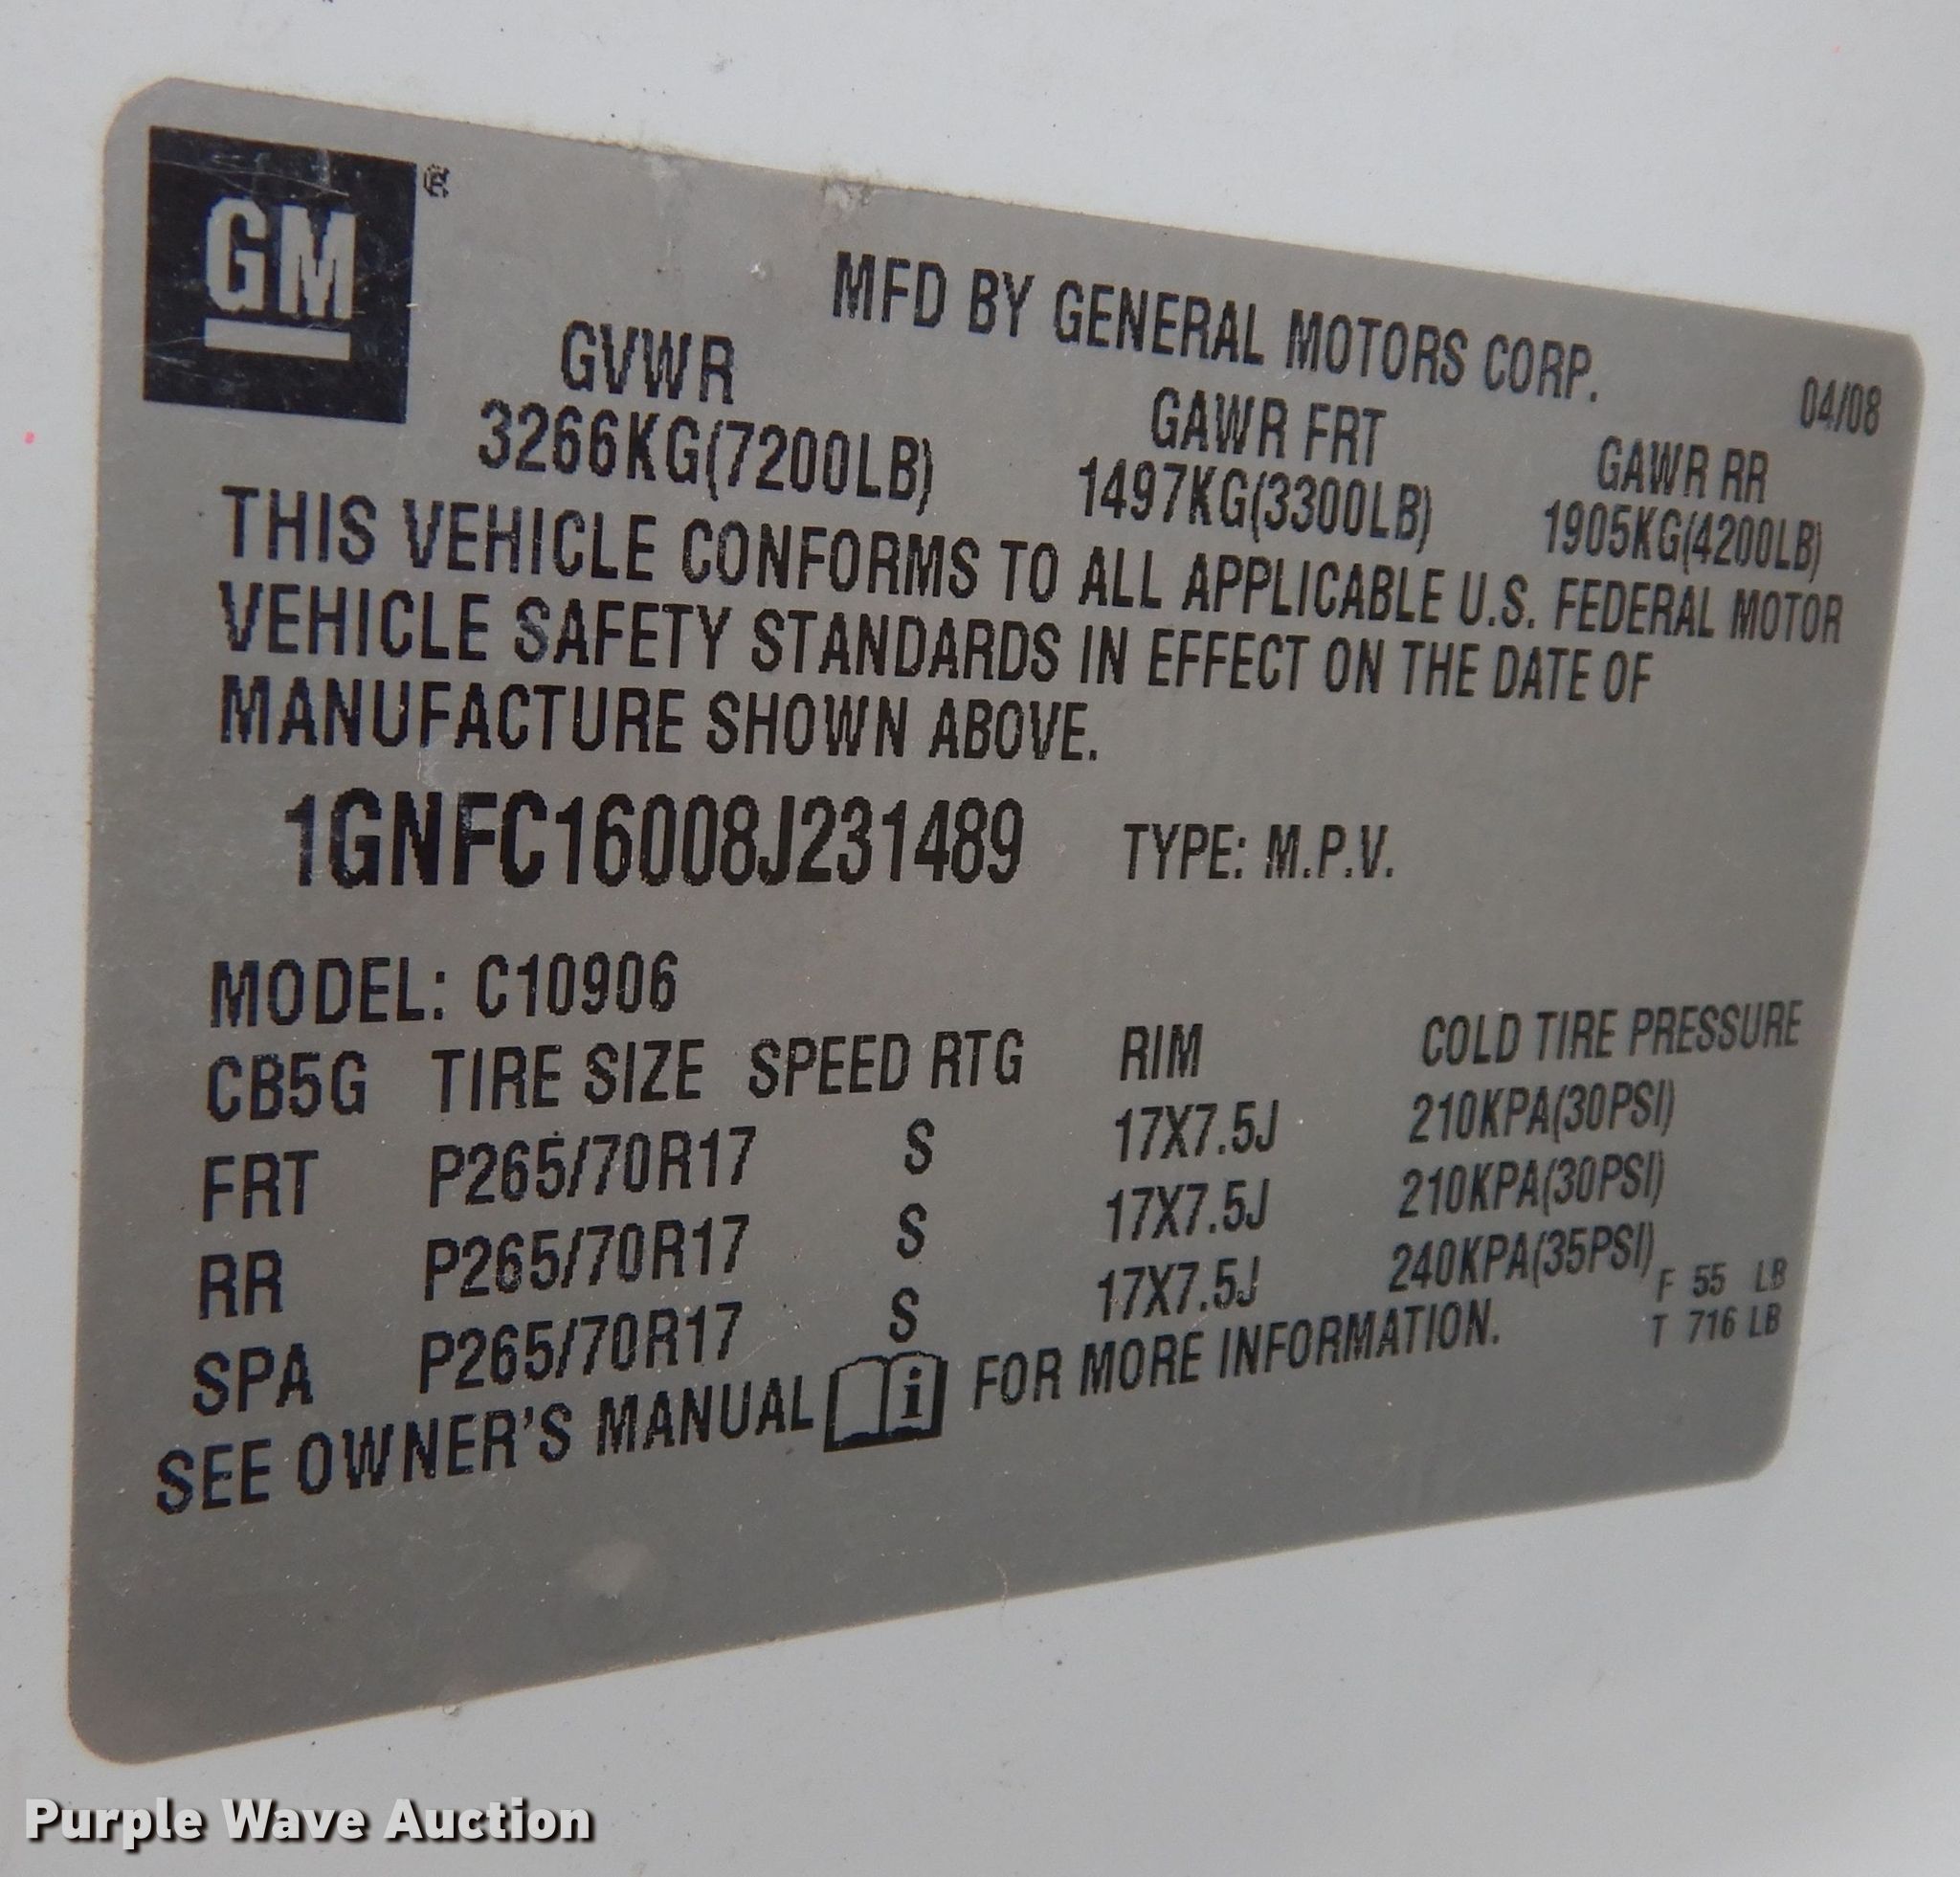 GM ®
MFD BY GENERAL MOTORS CORP.
04/08
GVWR GAWR FRT GAWR RR
3266KG(7200LB) 1497KG(3300LB) 1905KG(4200LB)
THIS VEHICLE CONFORMS TO ALL APPLICABLE U.S. FEDERAL MOTOR
VEHICLE SAFETY STANDARDS IN EFFECT ON THE DATE OF
MANUFACTURE SHOWN ABOVE.
1GNFC16008J231489 TYPE: M.P.V.
MODEL: C10906
CB5G TIRE SIZE SPEED RTG RIM COLD TIRE PRESSURE
FRT P265/70R17 S 17X7.5J 210KPA(30PSI)
RR P265/70R17 S 17X7.5J 210KPA(30PSI)
SPA P265/70R17 S 17X7.5J 240KPA(35PSI)
F 55 LB
T 716 LB
SEE OWNER'S MANUAL i FOR MORE INFORMATION.
Purple Wave Auction